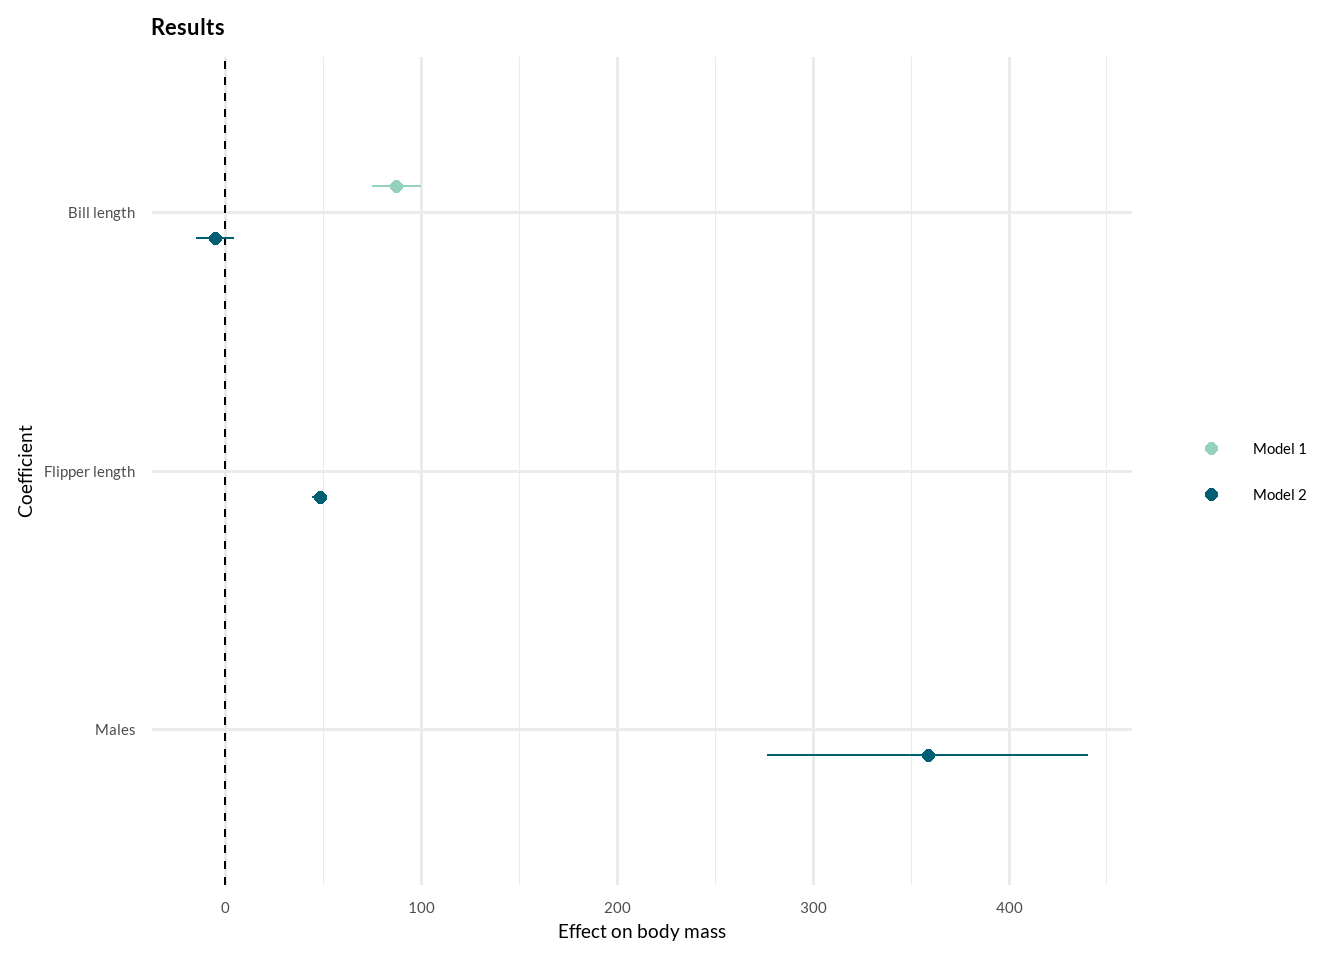 Results
Bill length
Flipper length
Males
Coefficient
0 100 200 300 400
Effect on body mass
Model 1
Model 2